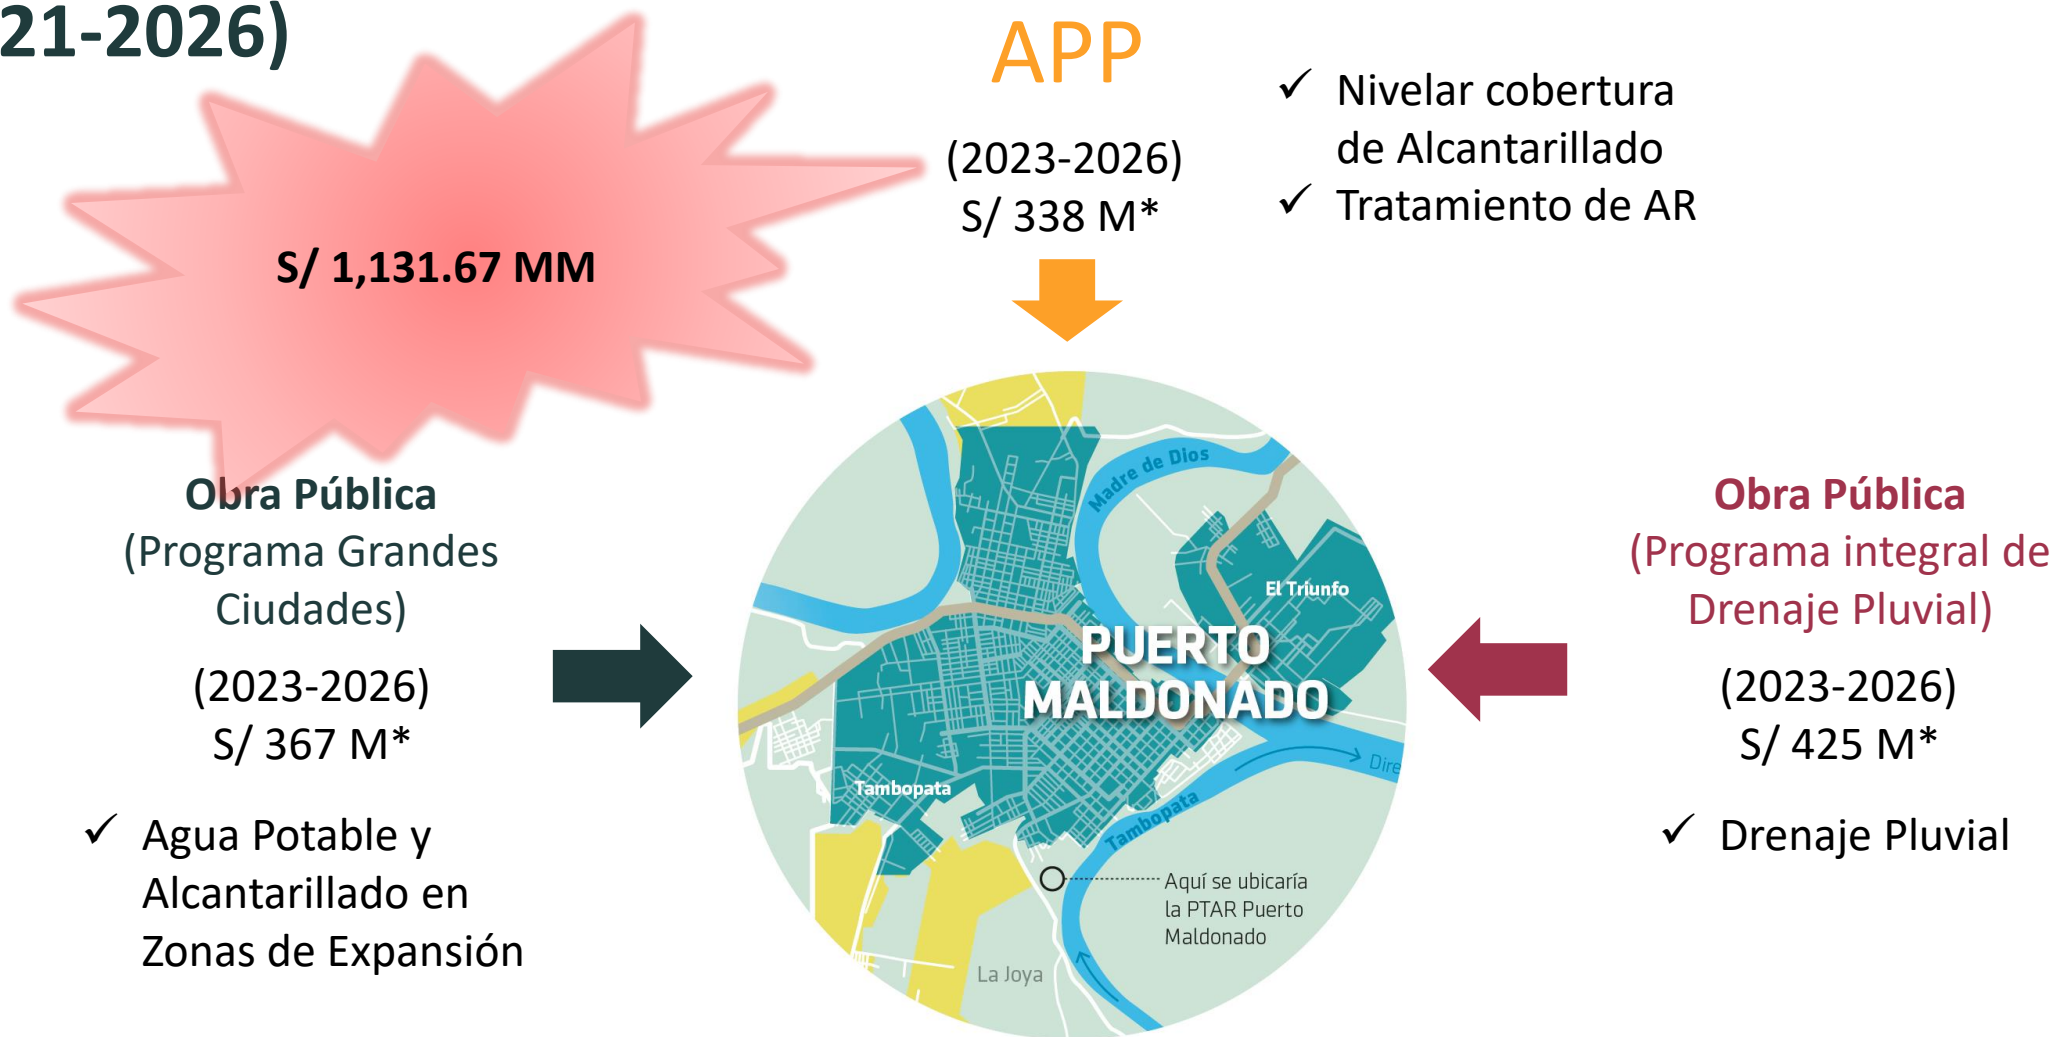 21-2026)
S/ 1,131.67 MM
APP
(2023-2026)
S/ 338 M*
✓ Nivelar cobertura
de Alcantarillado
✓ Tratamiento de AR
Obra Pública
(Programa Grandes
Ciudades)
(2023-2026)
S/ 367 M*
✓ Agua Potable y
Alcantarillado en
Zonas de Expansión
Madre de Dios
El Triunfo
PUERTO
MALDONADO
Tambopata
Tambopata
Dire
Aquí se ubicaría
la PTAR Puerto
Maldonado
La Joya
Obra Pública
(Programa integral de
Drenaje Pluvial)
(2023-2026)
S/ 425 M*
✓ Drenaje Pluvial